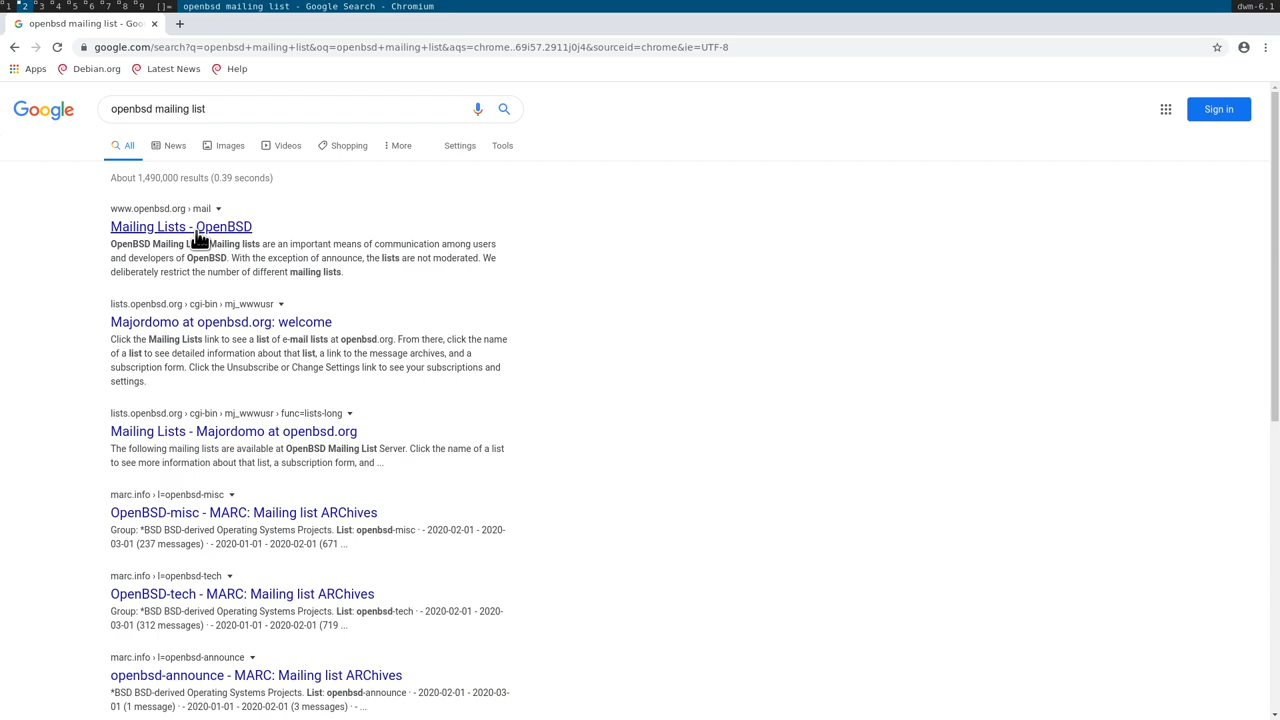 1 2 3 4 5 6 7 8 9 []= openbsd mailing list - Google Search - Chromium dwm-6.1
openbsd mailing list - Goo
google.com/search?q=openbsd+mailing+list&oq=openbsd+mailing+list&aqs=chrome..69i57.2911j0j4&sourceid=chrome&ie=UTF-8
Apps Debian.org Latest News Help
Google openbsd mailing list Sign in
All News Images Videos Shopping More Settings Tools
About 1,490,000 results (0.39 seconds)
www.openbsd.org › mail
Mailing Lists - OpenBSD
OpenBSD Mailing Mailing lists are an important means of communication among users
and developers of OpenBSD. With the exception of announce, the lists are not moderated. We
deliberately restrict the number of different mailing lists.
lists.openbsd.org › cgi-bin › mj_wwwusr
Majordomo at openbsd.org: welcome
Click the Mailing Lists link to see a list of e-mail lists at openbsd.org. From there, click the name
of a list to see detailed information about that list, a link to the message archives, and a
subscription form. Click the Unsubscribe or Change Settings link to see your subscriptions and
settings.
lists.openbsd.org › cgi-bin › mj_wwwusr › func=lists-long
Mailing Lists - Majordomo at openbsd.org
The following mailing lists are available at OpenBSD Mailing List Server. Click the name of a list
to see more information about that list, a subscription form, and ...
marc.info › l=openbsd-misc
OpenBSD-misc - MARC: Mailing list ARChives
Group: *BSD BSD-derived Operating Systems Projects. List: openbsd-misc · - 2020-02-01 - 2020-
03-01 (237 messages) · - 2020-01-01 - 2020-02-01 (671 ...
marc.info › l=openbsd-tech
OpenBSD-tech - MARC: Mailing list ARChives
Group: *BSD BSD-derived Operating Systems Projects. List: openbsd-tech · - 2020-02-01 - 2020-
03-01 (312 messages) · - 2020-01-01 - 2020-02-01 (719 ...
marc.info › l=openbsd-announce
openbsd-announce - MARC: Mailing list ARChives
*BSD BSD-derived Operating Systems Projects. List: openbsd-announce · - 2020-02-01 - 2020-03-
01 (1 message) · - 2020-01-01 - 2020-02-01 (3 messages) · - ...